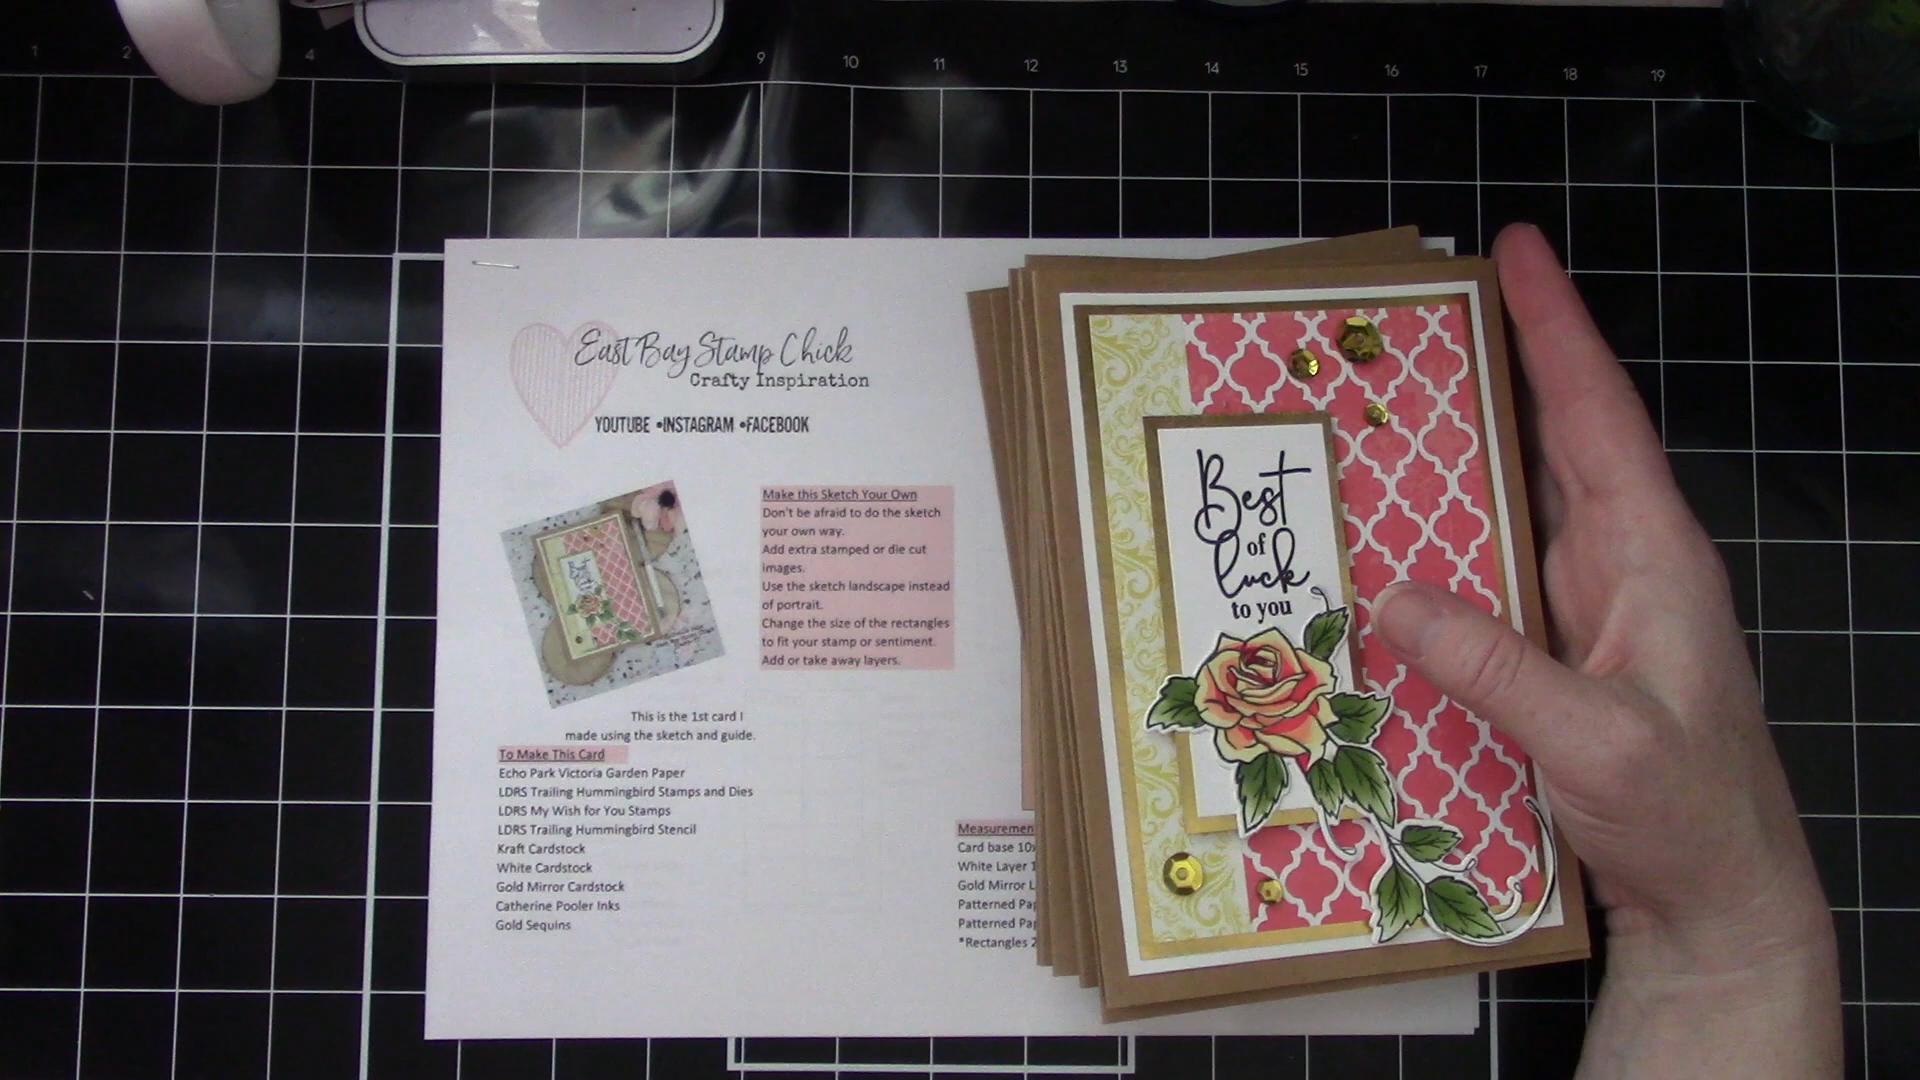 1 2 4 9 10 11 12 13 14 15 16 17 18 19
East Bay Stamp Chick
Crafty Inspiration
YOUTUBE •INSTAGRAM •FACEBOOK
Make this Sketch Your Own
Don't be afraid to do the sketch
your own way.
Add extra stamped or die cut
images.
Use the sketch landscape instead
of portrait.
Change the size of the rectangles
to fit your stamp or sentiment.
Add or take away layers.
This is the 1st card I
made using the sketch and guide.
To Make This Card
Echo Park Victoria Garden Paper
LDRS Trailing Hummingbird Stamps and Dies
LDRS My Wish for You Stamps
LDRS Trailing Hummingbird Stencil
Kraft Cardstock
White Cardstock
Gold Mirror Cardstock
Catherine Pooler Inks
Gold Sequins
Measuremen
Card base 10x
White Layer 1
Gold Mirror L
Patterned Pap
Patterned Pap
*Rectangles 2
Best
of
luck
to you